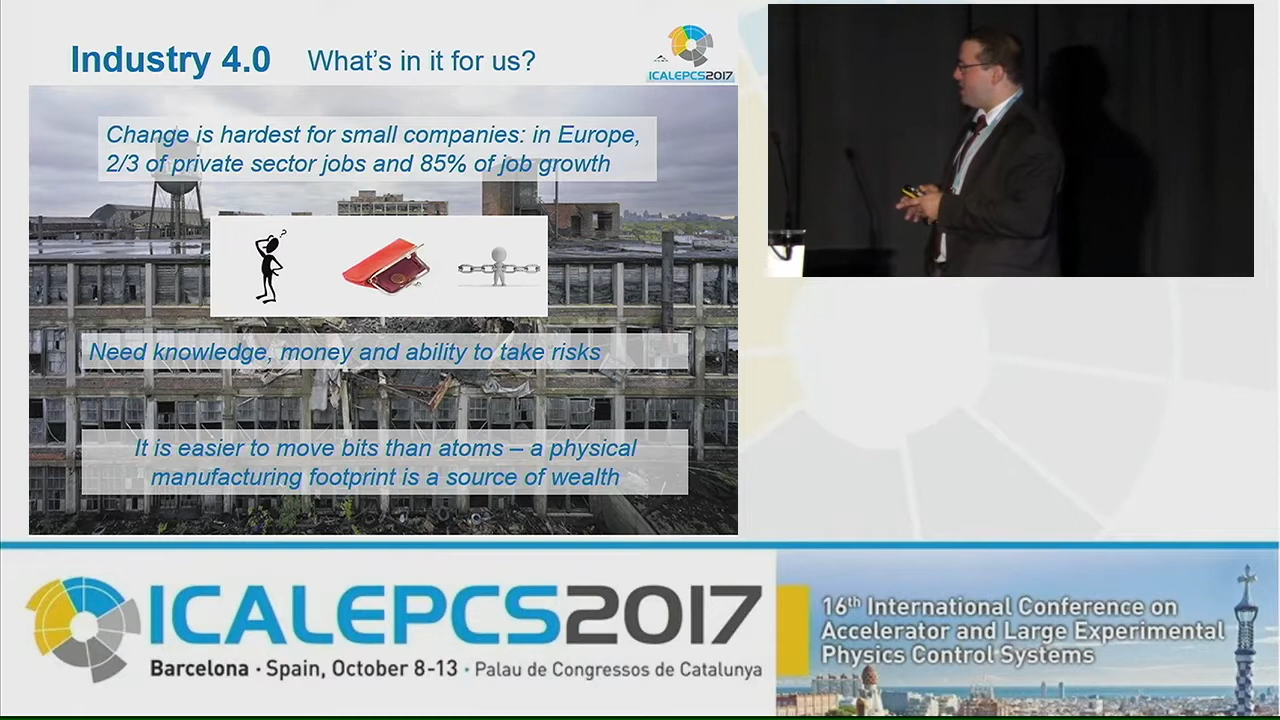 Industry 4.0 What's in it for us?
ICALEPCS2017
Change is hardest for small companies: in Europe,
2/3 of private sector jobs and 85% of job growth
?
Need knowledge, money and ability to take risks
It is easier to move bits than atoms – a physical
manufacturing footprint is a source of wealth
ICALEPCS2017
Barcelona · Spain, October 8-13 · Palau de Congressos de Catalunya
16th International Conference on
Accelerator and Large Experimental
Physics Control Systems